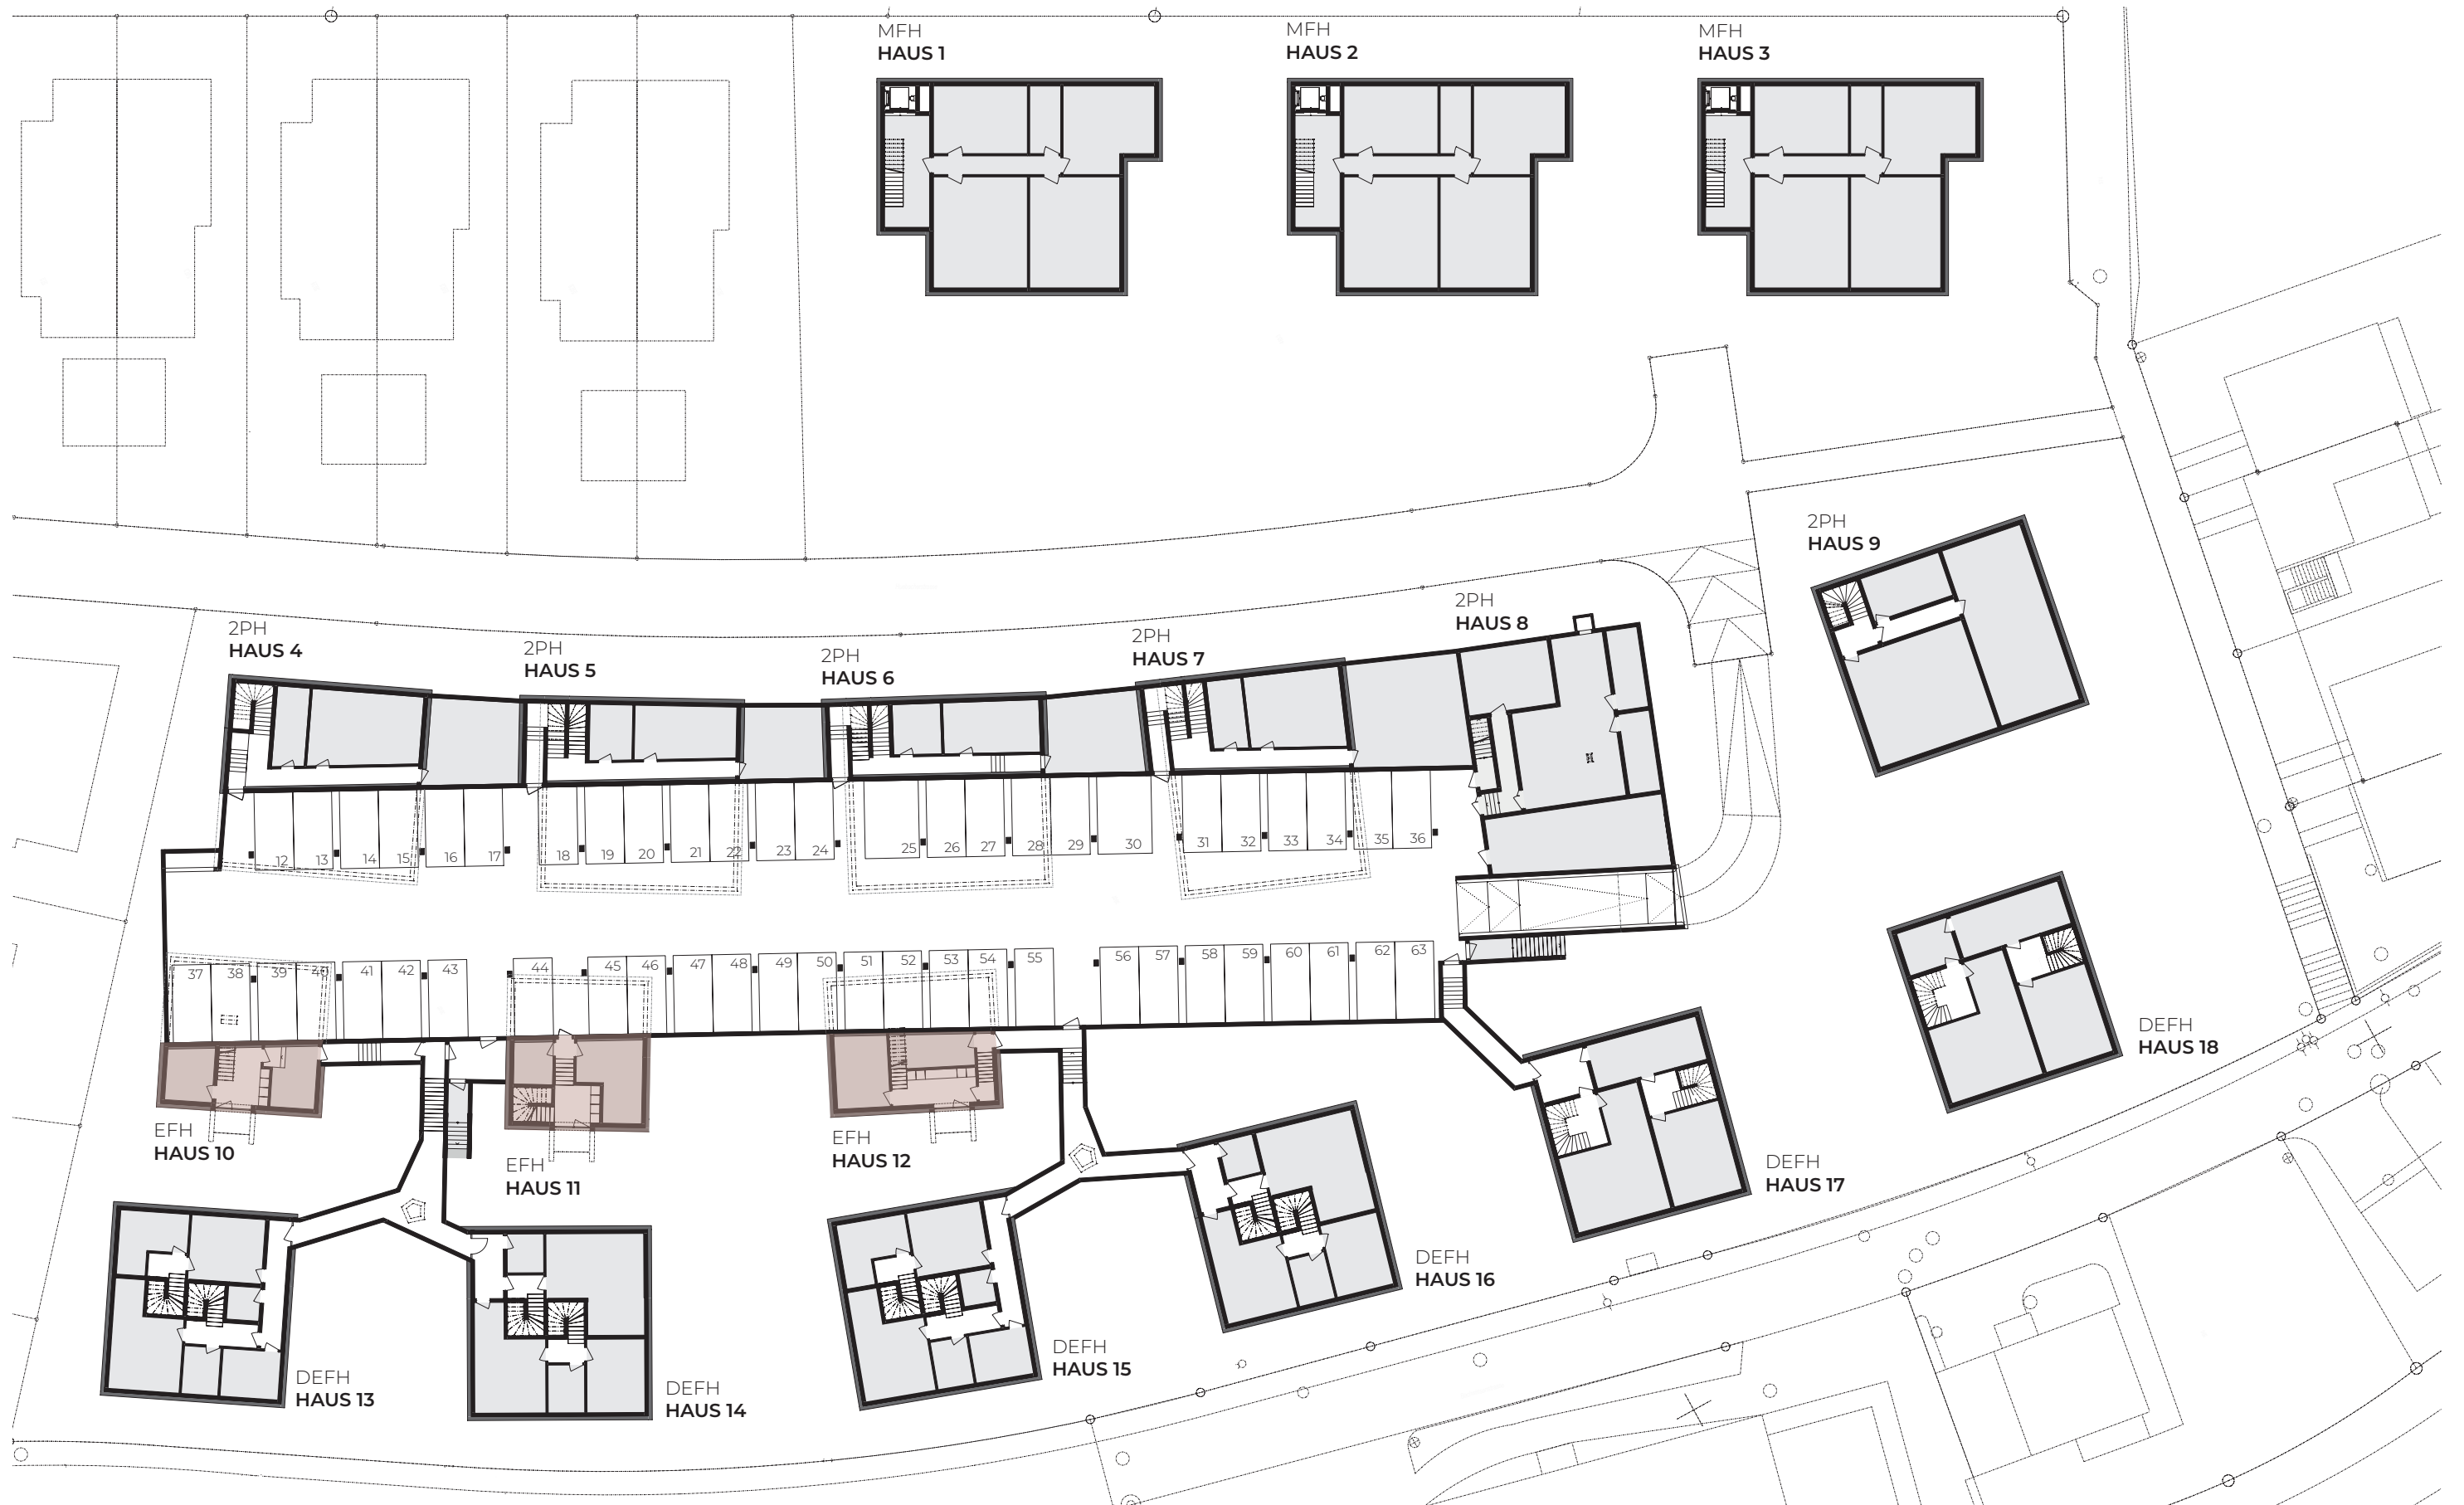 MFH
HAUS 1
MFH
HAUS 2
MFH
HAUS 3
2PH
HAUS 9
2PH
HAUS 8
2PH
HAUS 4
2PH
HAUS 5
2PH
HAUS 6
2PH
HAUS 7
12 13 14 15 16 17 18 19 20 21 22 23 24 25 26 27 28 29 30 31 32 33 34 35 36
37 38 39 40 41 42 43 44 45 46 47 48 49 50 51 52 53 54 55 56 57 58 59 60 61 62 63
DEFH
HAUS 18
EFH
HAUS 10
EFH
HAUS 11
EFH
HAUS 12
DEFH
HAUS 17
DEFH
HAUS 16
DEFH
HAUS 15
DEFH
HAUS 13
DEFH
HAUS 14